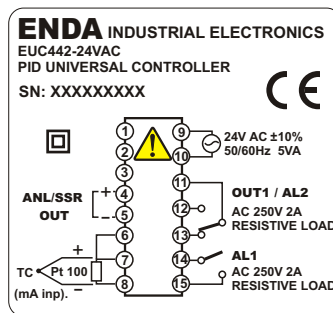 ENDA INDUSTRIAL ELECTRONICS
EUC442-24VAC
PID UNIVERSAL CONTROLLER
SN: XXXXXXXXX
CE
1
2
3
4
5
6
7
8
9
10
11
12
13
14
15
24V AC ±10%
50/60Hz 5VA
ANL/SSR
OUT
+
–
OUT1 / AL2
AC 250V 2A
RESISTIVE LOAD
AL1
AC 250V 2A
RESISTIVE LOAD
+
TC
Pt 100
–
(mA inp).